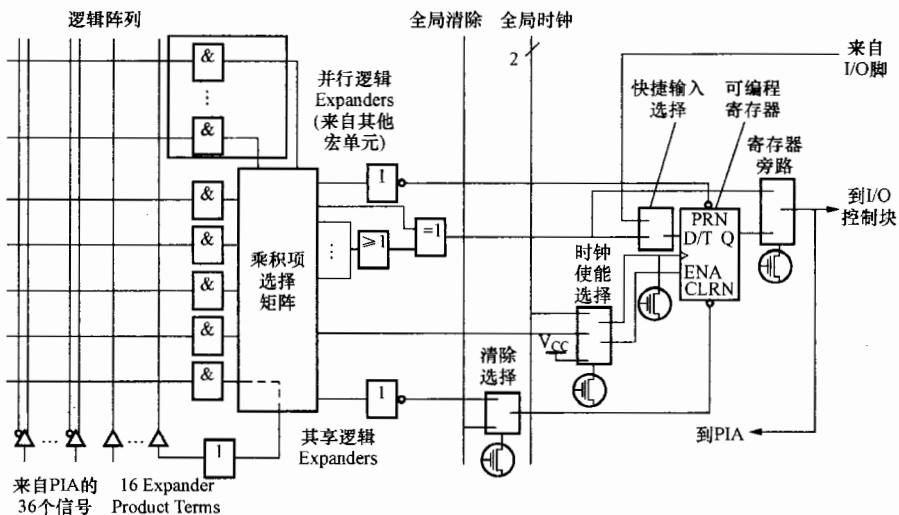 逻辑阵列
全局清除
全局时钟
2
来自
I/O脚
&
⋮
&
并行逻辑
Expanders
(来自其他
宏单元)
快捷输入
选择
可编程
寄存器
寄存器
旁路
&
&
&
&
&
乘积项
选择
矩阵
1
⋮
≥1
=1
PRN
D/T Q
ENA
CLRN
到I/O
控制块
时钟
使能
选择
VCC
清除
选择
1
其享逻辑
Expanders
1
到PIA
来自PIA的
36个信号
16 Expander
Product Terms